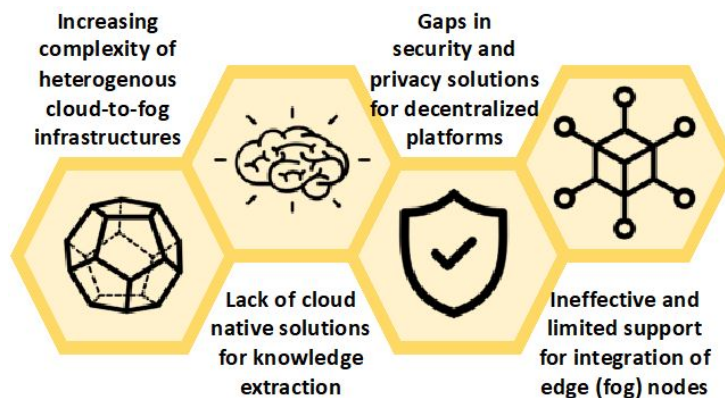 Increasing
complexity of
heterogenous
cloud-to-fog
infrastructures
Lack of cloud
native solutions
for knowledge
extraction
Gaps in
security and
privacy solutions
for decentralized
platforms
Ineffective and
limited support
for integration of
edge (fog) nodes